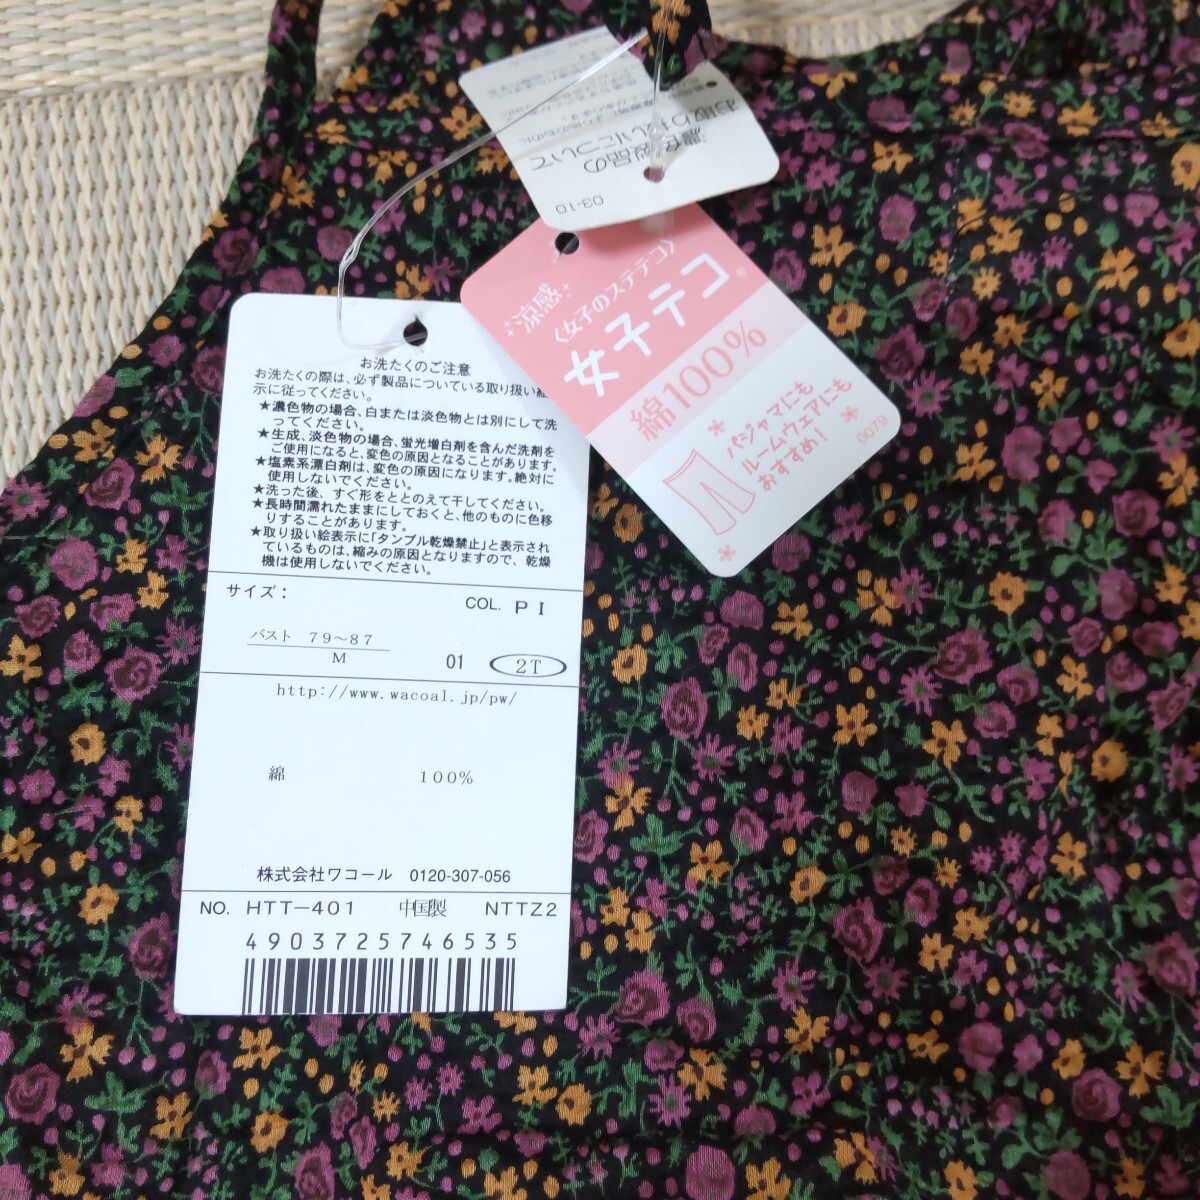 お洗たくのご注意
お洗たくの際は、必ず製品についている取り扱い絵
示に従ってください。
★濃色物の場合、白または淡色物とは別にして洗
ってください。
★生成、淡色物の場合、蛍光増白剤を含んだ洗剤を
ご使用になると、変色の原因となることがあります。
★塩素系漂白剤は、変色の原因になります。絶対に
使用しないでください。
★洗った後、すぐ形をととのえて干してください。
★長時間濡れたままにしておくと、他のものに色移
りすることがあります。
★取り扱い絵表示に「タンブル乾燥禁止」と表示され
ているものは、縮みの原因となりますので、乾燥
機は使用しないでください。
サイズ：
COL. PI
バスト 79～87
M
01 2T
http://www.wacoal.jp/pw/
綿 100%
株式会社ワコール 0120-307-056
NO. HTT-401 中国製 NTTZ2
4903725746535
涼感
〈女子のステテコ〉
女子テコ®
綿100%
パジャマにも
ルームウェアにも
おすすめ!
0079
濃色製品の
お取り扱いについて
03-10